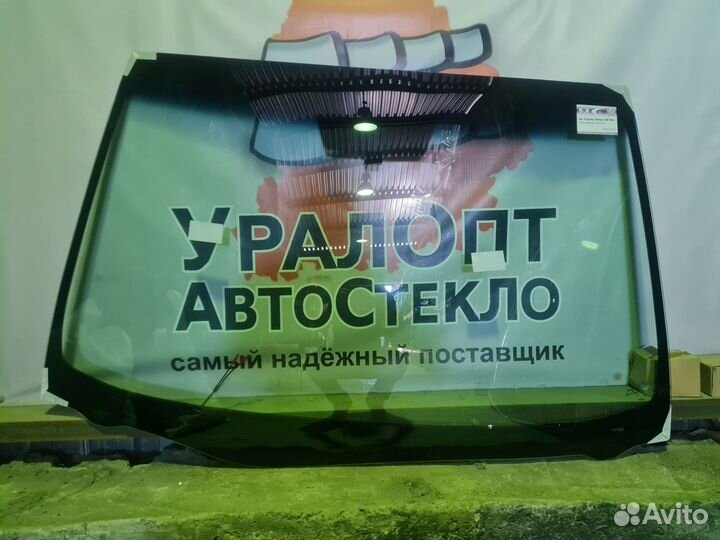 УралОпт
АвтоСтекло
самый надёжный поставщик
Avito